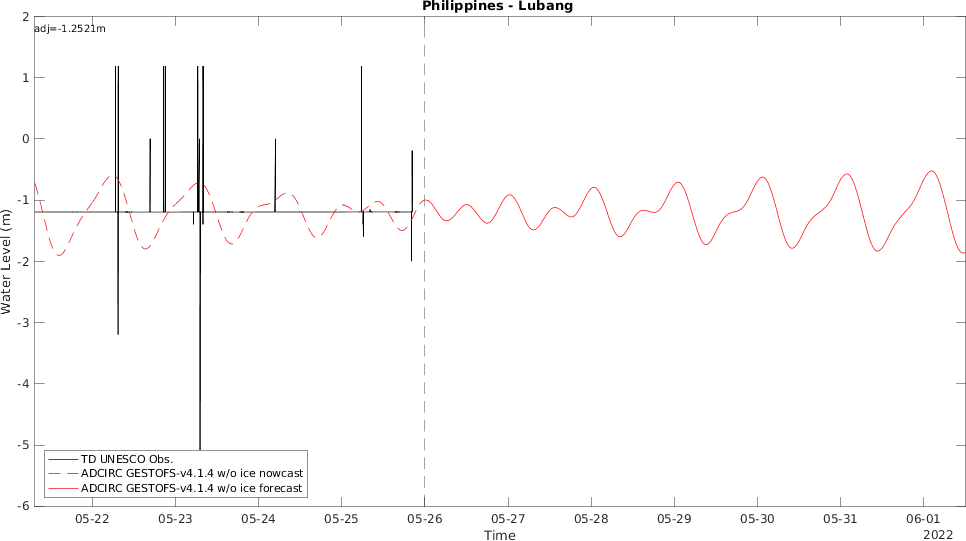 Philippines - Lubang
adj=-1.2521m
2
1
0
-1
-2
-3
-4
-5
-6
Water Level (m)
TD UNESCO Obs.
ADCIRC GESTOFS-v4.1.4 w/o ice nowcast
ADCIRC GESTOFS-v4.1.4 w/o ice forecast
05-22 05-23 05-24 05-25 05-26 05-27 05-28 05-29 05-30 05-31 06-01
Time
2022